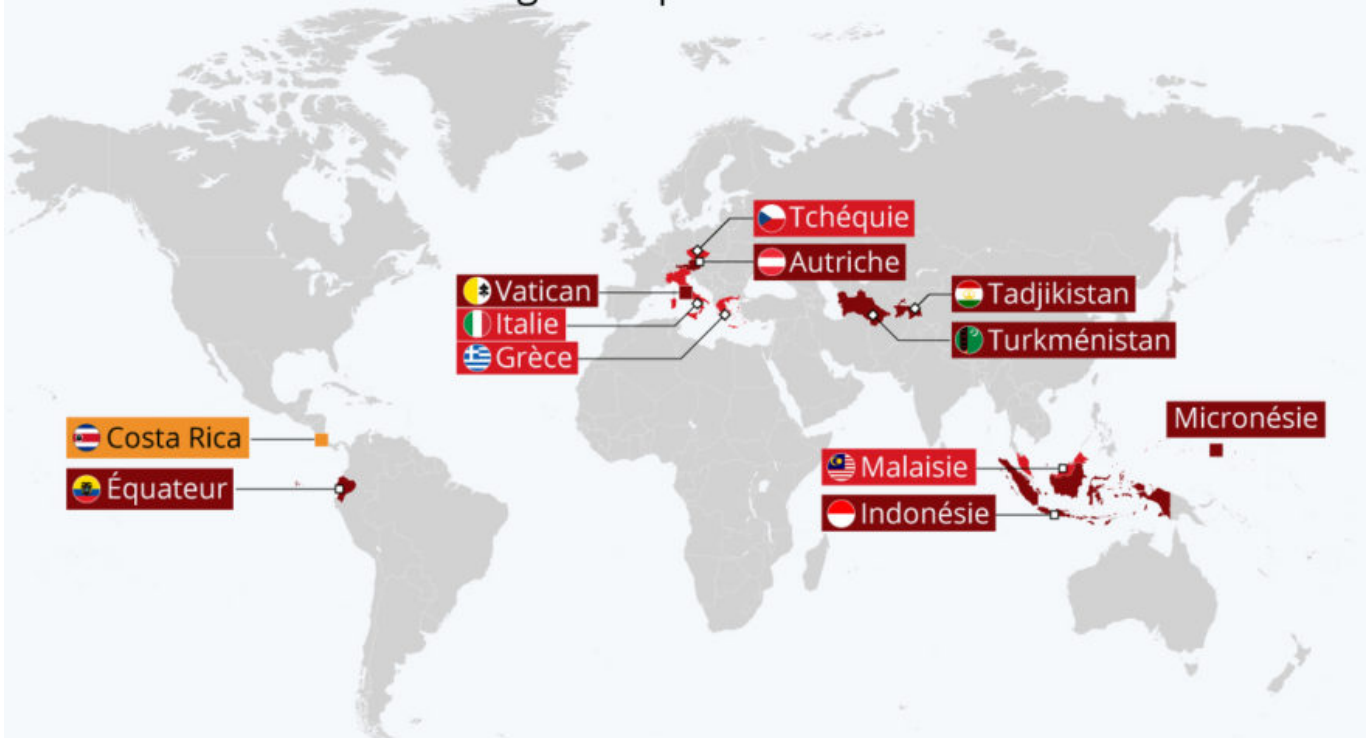 Tchéquie
Autriche
Vatican
Italie
Grèce
Tadjikistan
Turkménistan
Costa Rica
Équateur
Micronésie
Malaisie
Indonésie